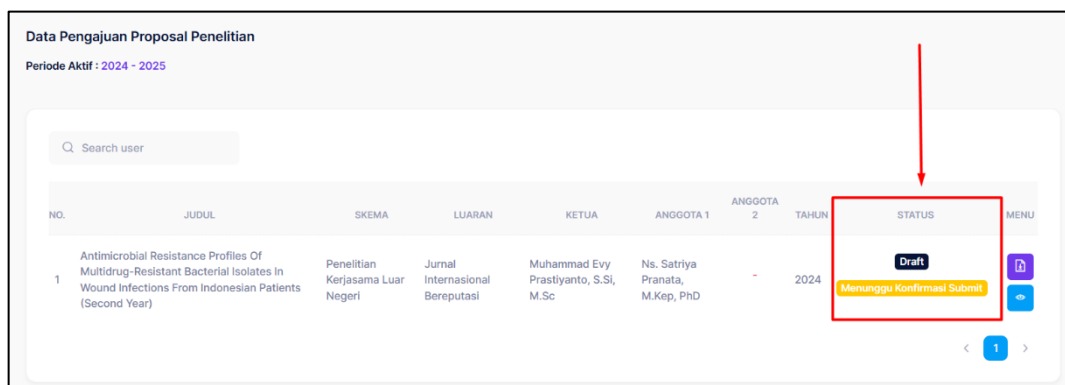 Data Pengajuan Proposal Penelitian
Periode Aktif : 2024 - 2025
Search user
NO. JUDUL SKEMA LUARAN KETUA ANGGOTA 1 ANGGOTA 2 TAHUN STATUS MENU
1
Antimicrobial Resistance Profiles Of
Multidrug-Resistant Bacterial Isolates In
Wound Infections From Indonesian Patients
(Second Year)
Penelitian
Kerjasama Luar
Negeri
Jurnal
Internasional
Bereputasi
Muhammad Evy
Prastiyanto, S.Si,
M.Sc
Ns. Satriya
Pranata,
M.Kep, PhD
-
2024
Draft
Menunggu Konfirmasi Submit
< 1 >